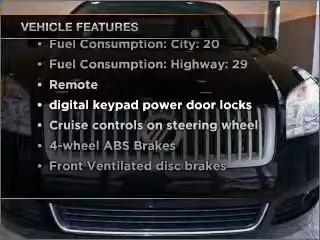 VEHICLE FEATURES
• Fuel Consumption: City: 20
• Fuel Consumption: Highway: 29
• Remote
• digital keypad power door locks
• Cruise controls on steering wheel
• 4-wheel ABS Brakes
• Front Ventilated disc brakes